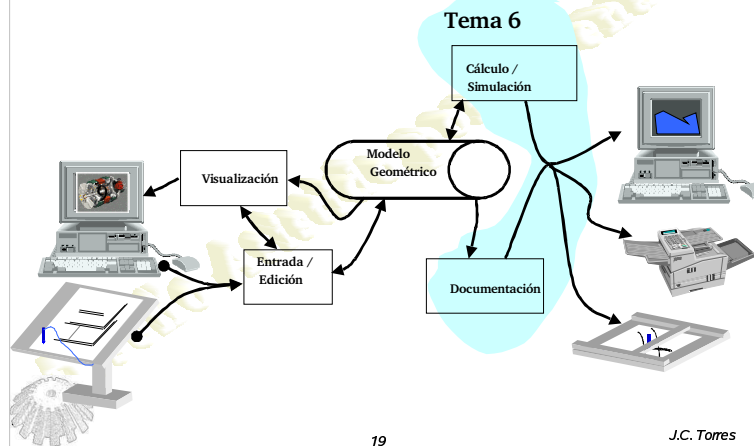 Tema 6
Cálculo /
Simulación
Modelo
Geométrico
Visualización
Entrada /
Edición
Documentación
19
J.C. Torres